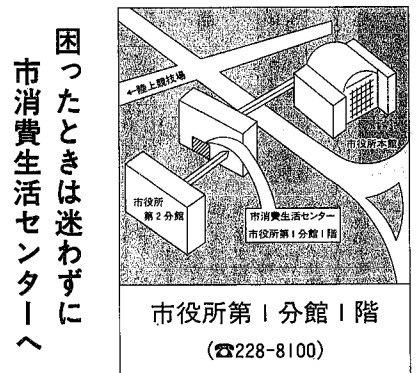 困ったときは迷わずに
市消費生活センターへ
←陸上競技場
市役所本館
市役所
第2分館
市消費生活センター
市役所第1分館1階
市役所第1分館1階
(☎228-8100)